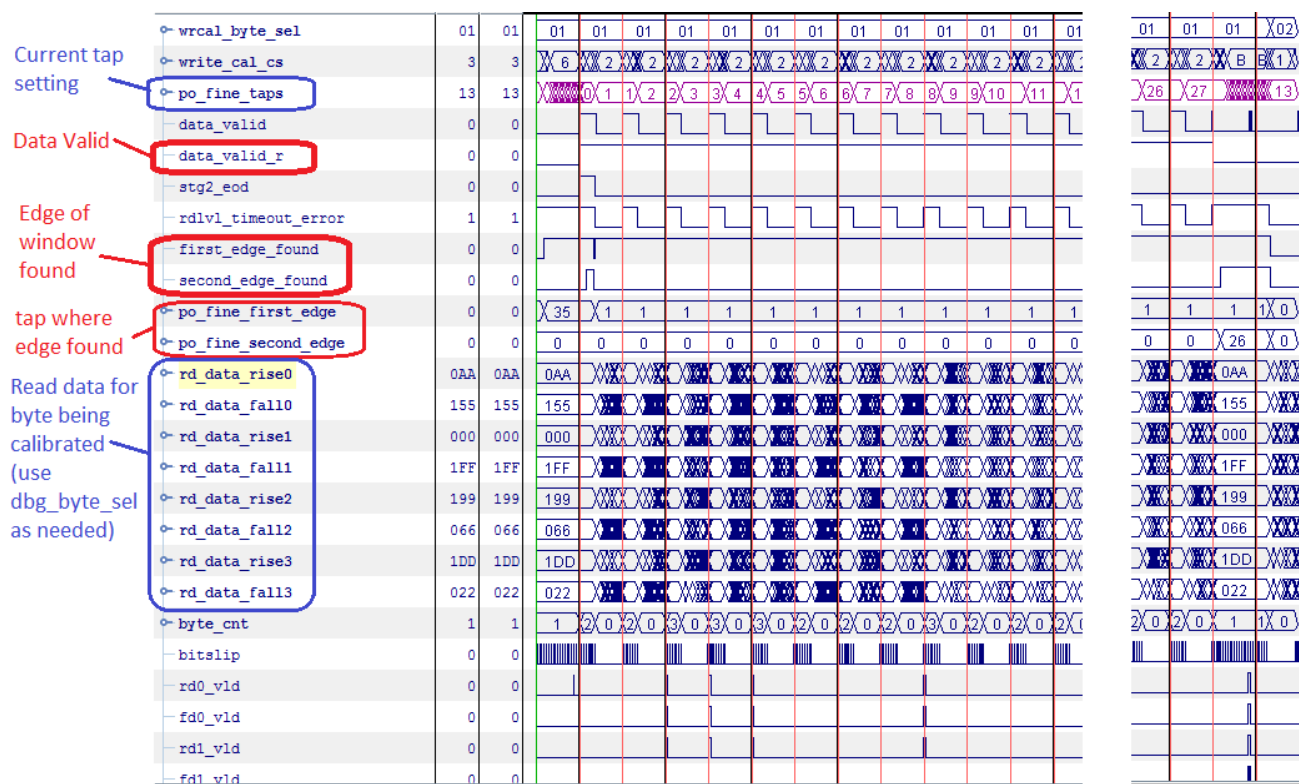 wrcal_byte_sel 01 01 01 01 01 01 01 01 01 01 01 01 01 01 01 01 01 01 02
Current tap setting
write_cal_cs 3 3 6 2 2 2 2 2 2 2 2 2 2 2 2 2 2 B B 1
po_fine_taps 13 13 0 1 1 2 2 3 3 4 4 5 5 6 6 7 7 8 8 9 9 10 11 1 26 27 13
data_valid 0 0
Data Valid
data_valid_r 0 0
stg2_eod 0 0
rdlvl_timeout_error 1 1
Edge of window found
first_edge_found 0 0
second_edge_found 0 0
tap where edge found
po_fine_first_edge 0 0 35 1 1 1 1 1 1 1 1 1 1 1 1 1 1 1 1 0
po_fine_second_edge 0 0 0 0 0 0 0 0 0 0 0 0 0 0 0 0 0 26 0
Read data for byte being calibrated (use dbg_byte_sel as needed)
rd_data_rise0 0AA 0AA 0AA 0AA
rd_data_fall0 155 155 155 155
rd_data_rise1 000 000 000 000
rd_data_fall1 1FF 1FF 1FF 1FF
rd_data_rise2 199 199 199 199
rd_data_fall2 066 066 066 066
rd_data_rise3 1DD 1DD 1DD 1DD
rd_data_fall3 022 022 022 022
byte_cnt 1 1 1 2 0 2 0 3 0 3 0 3 0 2 0 2 0 2 0 3 0 2 0 2 0 2 0 2 0 2 0 1 1 0
bitslip 0 0
rd0_vld 0 0
fd0_vld 0 0
rd1_vld 0 0
fd1_vld 0 0